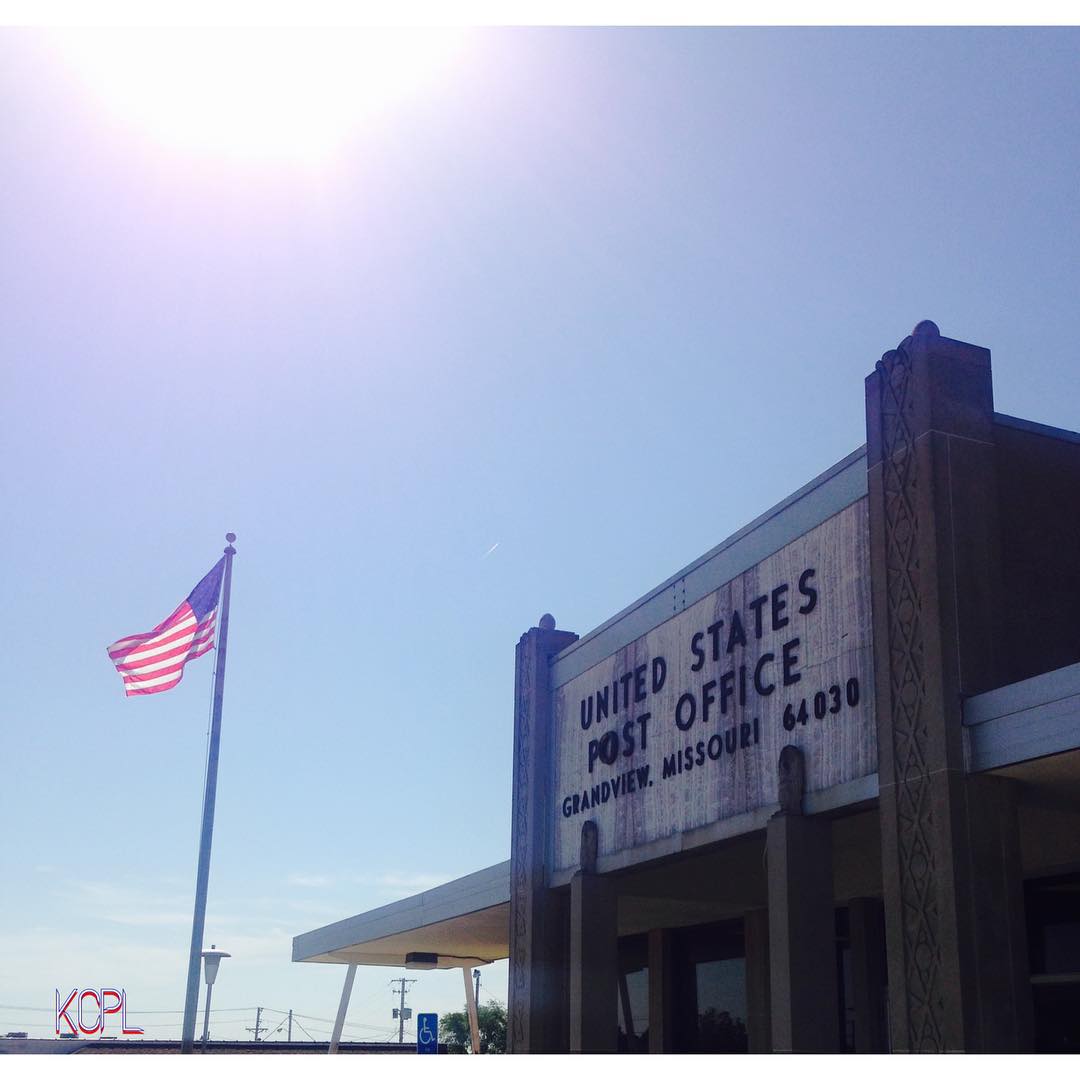 UNITED STATES
POST OFFICE
GRANDVIEW, MISSOURI 64030
KCPL